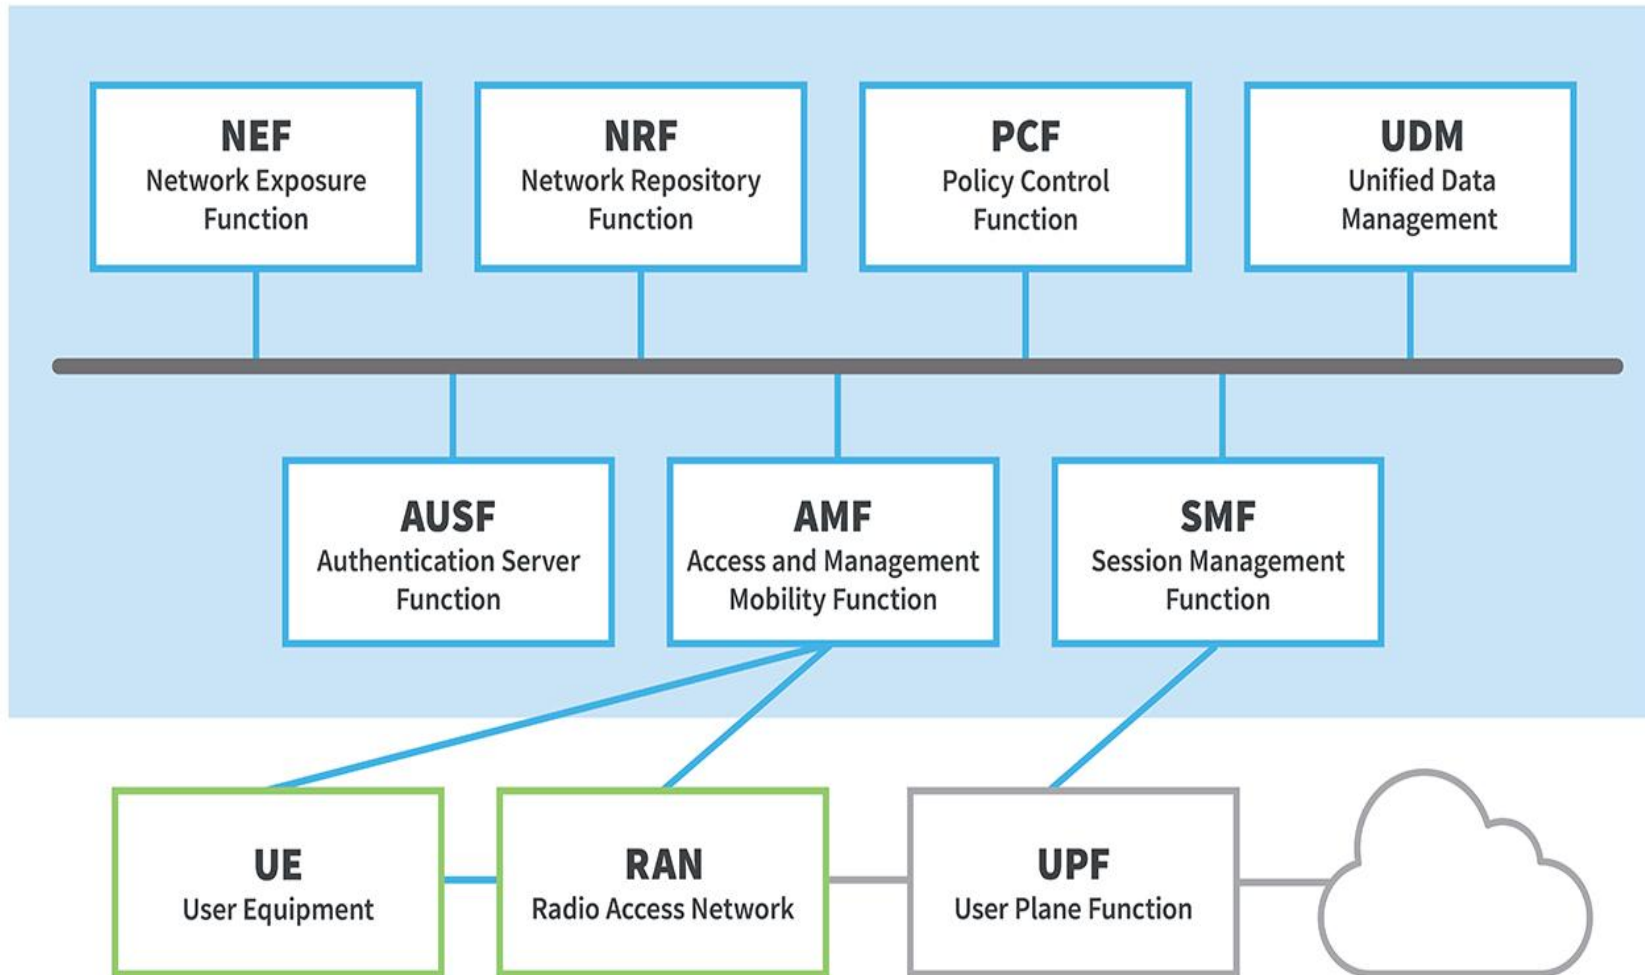 NEF
Network Exposure
Function
NRF
Network Repository
Function
PCF
Policy Control
Function
UDM
Unified Data
Management
AUSF
Authentication Server
Function
AMF
Access and Management
Mobility Function
SMF
Session Management
Function
UE
User Equipment
RAN
Radio Access Network
UPF
User Plane Function